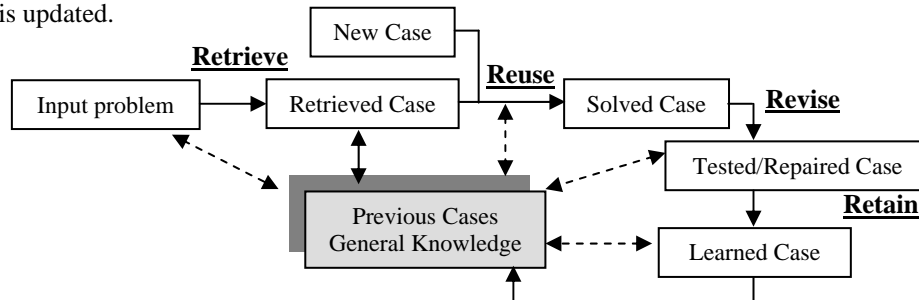 is updated.
New Case
Retrieve
Reuse
Input problem
Retrieved Case
Solved Case
Revise
Tested/Repaired Case
Retain
Previous Cases
General Knowledge
Learned Case